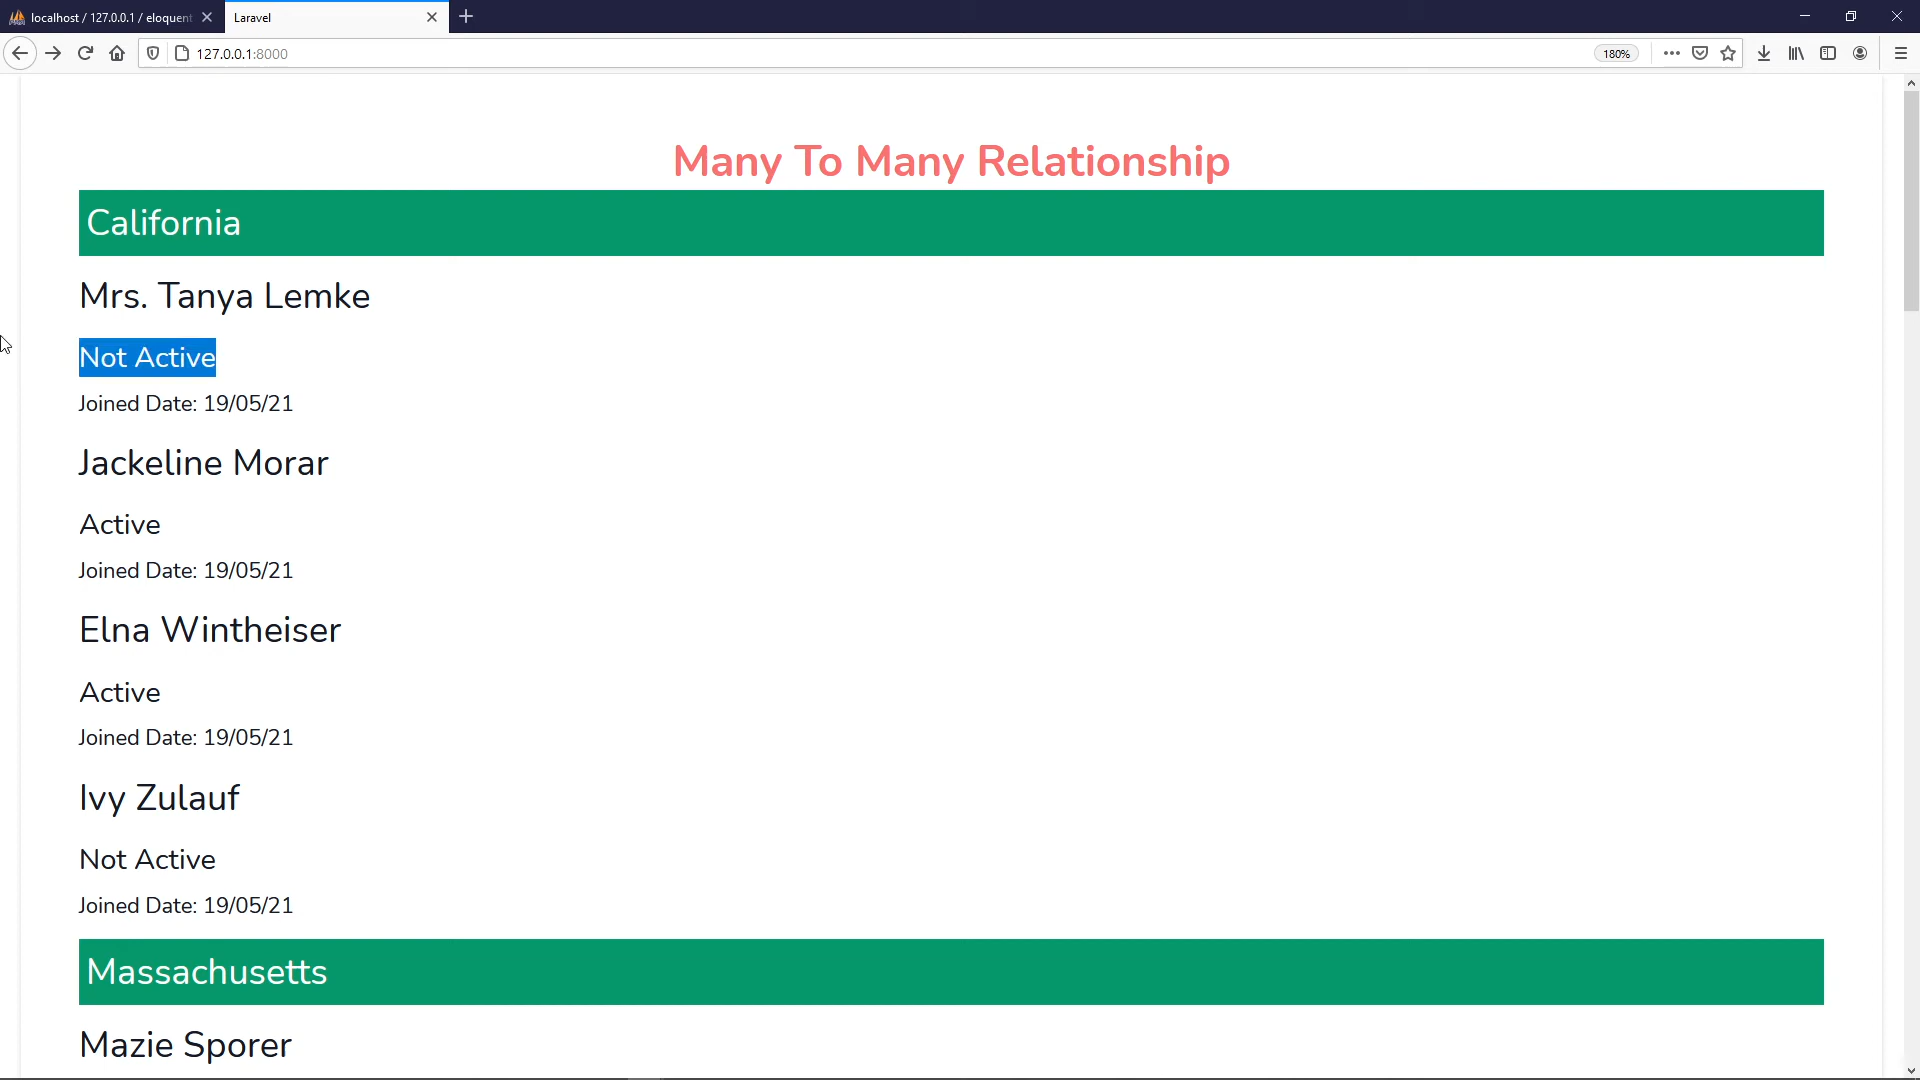 localhost / 127.0.0.1 / eloquent
Laravel
127.0.0.1:8000
180%
Many To Many Relationship
California
Mrs. Tanya Lemke
Not Active
Joined Date: 19/05/21
Jackeline Morar
Active
Joined Date: 19/05/21
Elna Wintheiser
Active
Joined Date: 19/05/21
Ivy Zulauf
Not Active
Joined Date: 19/05/21
Massachusetts
Mazie Sporer